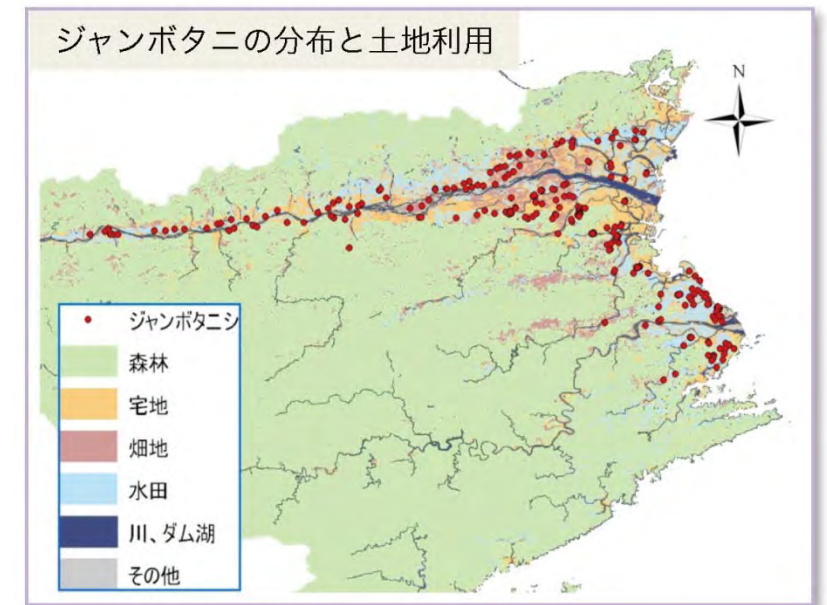 ジャンボタニの分布と土地利用
N
ジャンボタニシ
森林
宅地
畑地
水田
川、ダム湖
その他